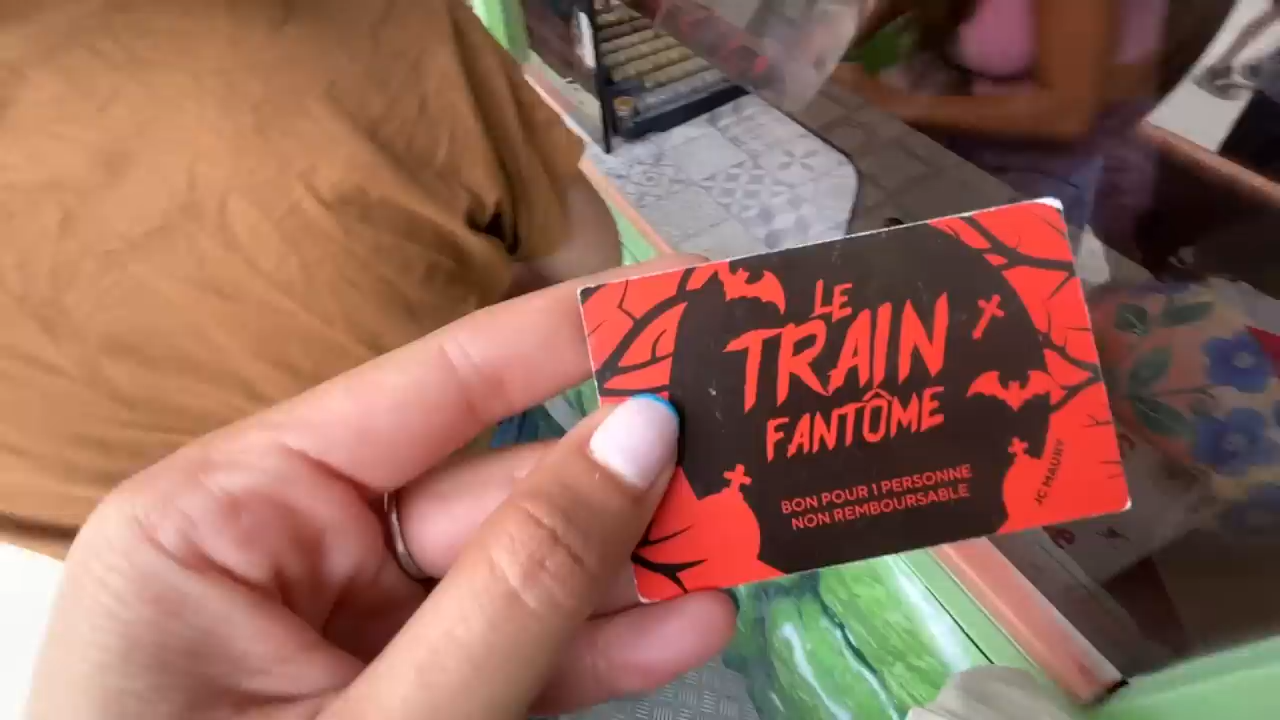 LE
TRAIN
FANTÔME
BON POUR 1 PERSONNE
NON REMBOURSABLE
JC MAURY